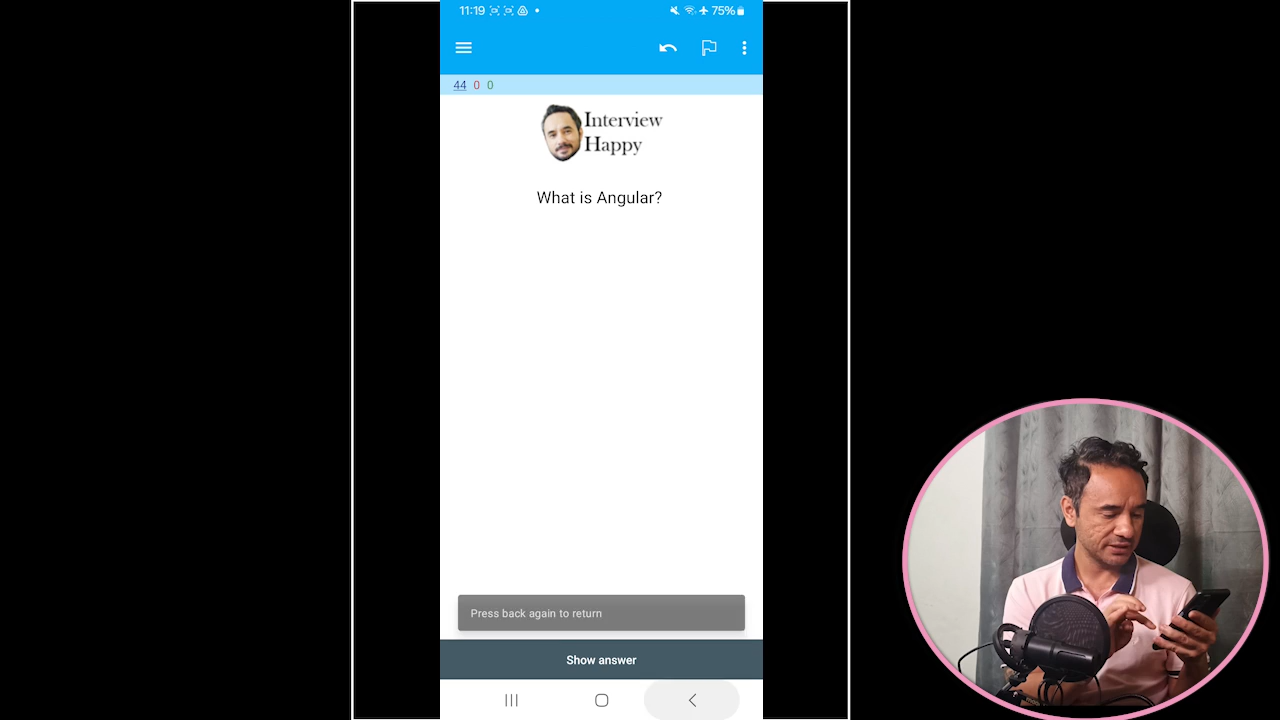 11:19
75%
44 0 0
Interview
Happy
What is Angular?
Press back again to return
Show answer